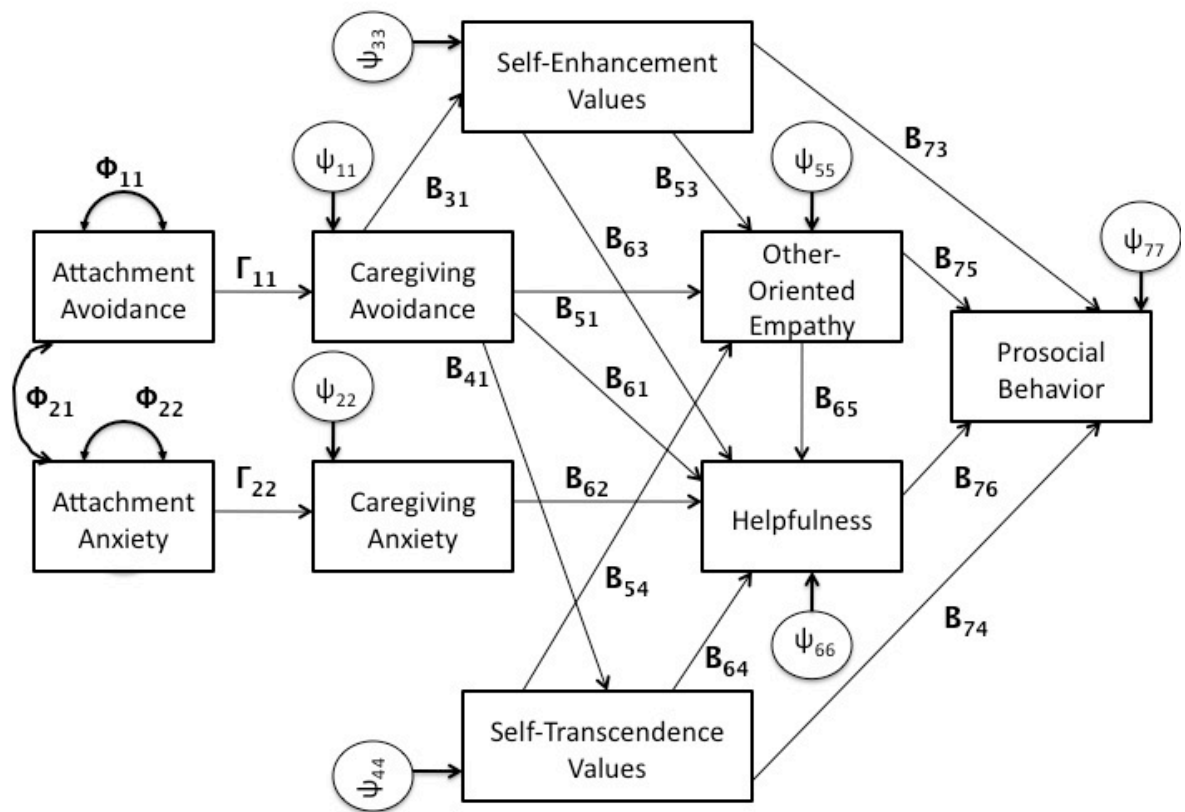 ψ₃₃
Self-Enhancement
Values
ψ₁₁
ψ₅₅
B₇₃
Φ₁₁
B₃₁
B₅₃
B₆₃
ψ₇₇
Attachment
Avoidance
Γ₁₁
Caregiving
Avoidance
B₅₁
Other-
Oriented
Empathy
B₇₅
Prosocial
Behavior
B₄₁
B₆₁
ψ₂₂
Φ₂₁
Φ₂₂
B₆₅
Attachment
Anxiety
Γ₂₂
Caregiving
Anxiety
B₆₂
Helpfulness
B₇₆
B₅₄
B₇₄
ψ₆₆
B₆₄
Self-Transcendence
Values
ψ₄₄